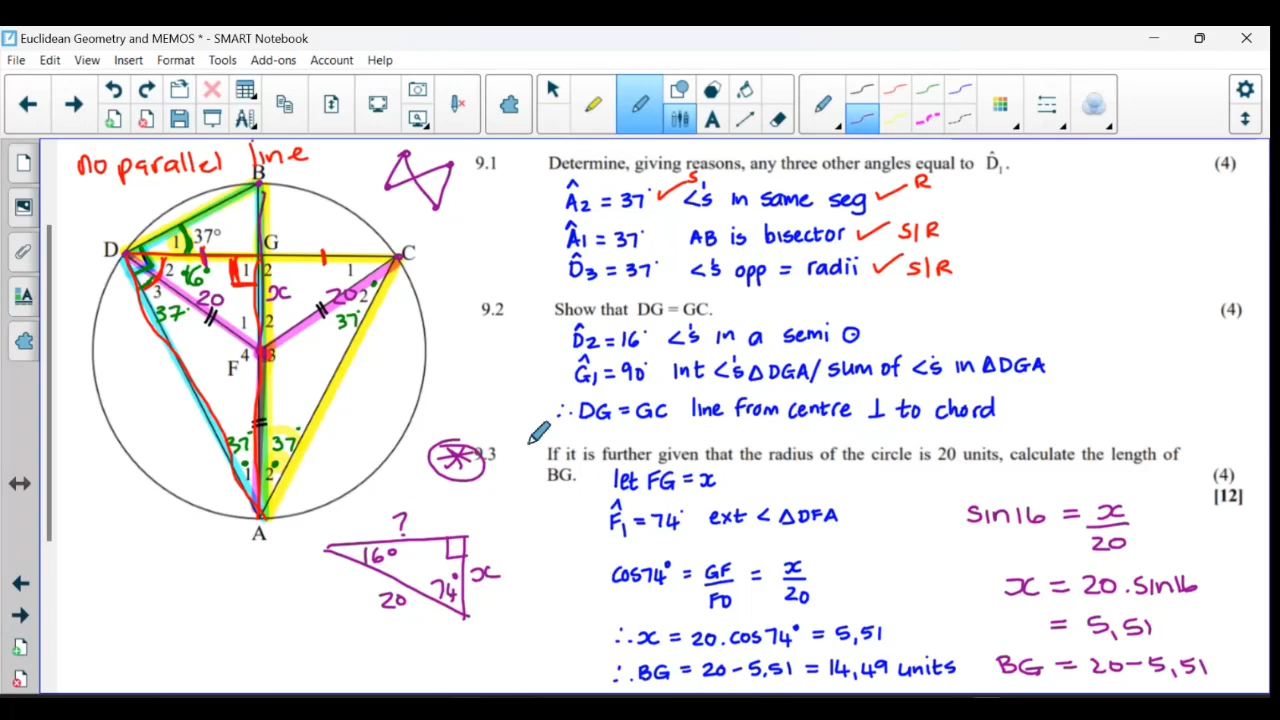 Euclidean Geometry and MEMOS * - SMART Notebook
File Edit View Insert Format Tools Add-ons Account Help
no parallel line
B
D 1 37° G C
2 16° 1 2 1
3 20 x 20 2
37° 1 2 37°
4 3
F
37° 37°
1 2
A
?
16°
74° x
20
9.1 Determine, giving reasons, any three other angles equal to D̂₁. (4)
Â₂ = 37° ✓S <'s in same seg ✓ R
Â₁ = 37° AB is bisector ✓ S/R
D̂₃ = 37° <'s opp = radii ✓ S/R
9.2 Show that DG = GC. (4)
D̂₂ = 16° <'s in a semi ⊙
Ĝ₁ = 90° Int <'s ΔDGA/ sum of <'s in ΔDGA
∴ DG = GC line from centre ⊥ to chord
9.3 If it is further given that the radius of the circle is 20 units, calculate the length of
BG. (4)
[12]
let FG = x
F̂₁ = 74° ext < ΔDFA
cos74° = GF/FD = x/20
∴ x = 20.cos74° = 5,51
∴ BG = 20 - 5,51 = 14,49 units
sin16 = x/20
x = 20.sin16
= 5,51
BG = 20 - 5,51